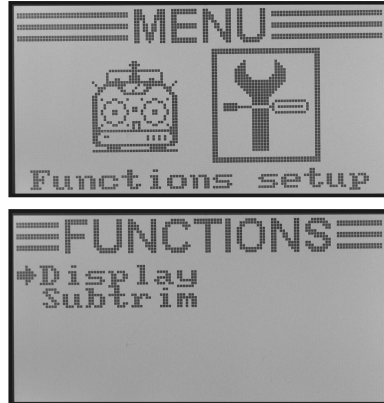 MENU
Functions setup
FUNCTIONS
Display
Subtrim